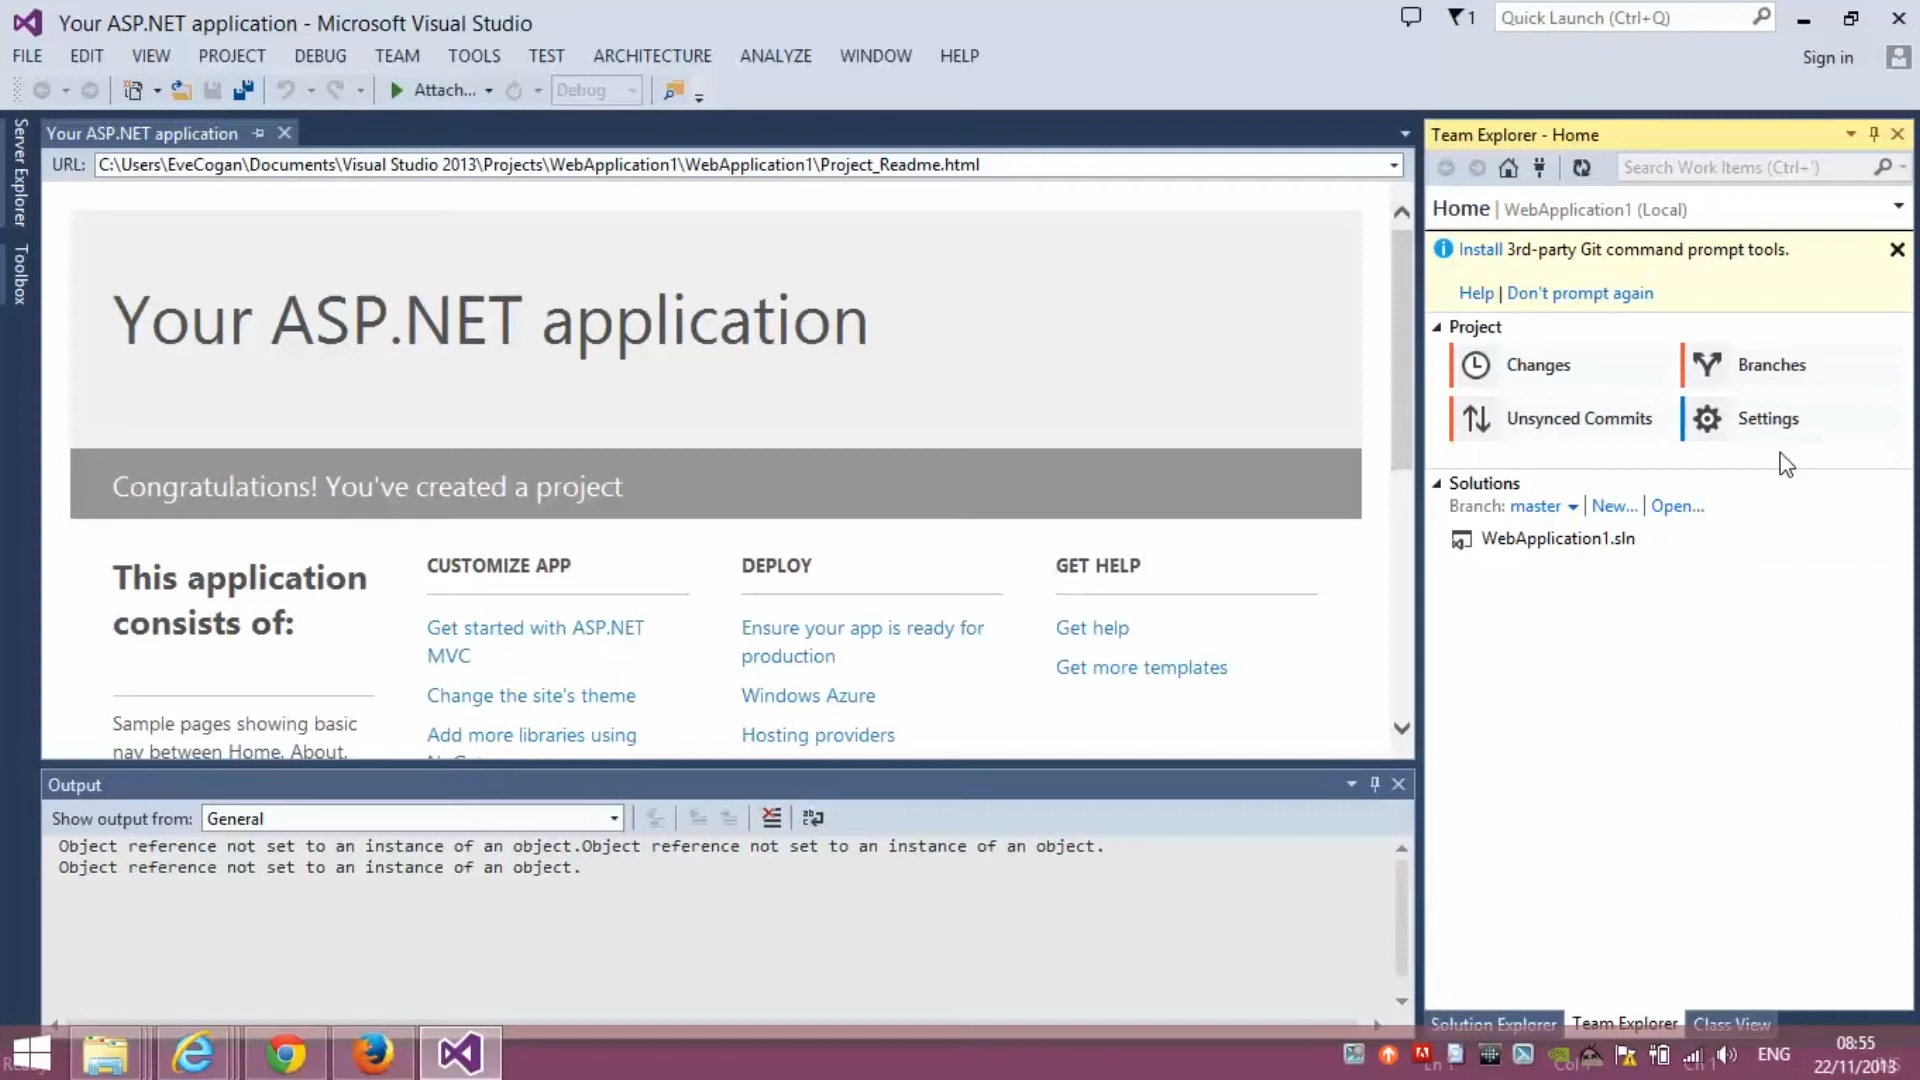 Your ASP.NET application - Microsoft Visual Studio
1
Quick Launch (Ctrl+Q)
FILE EDIT VIEW PROJECT DEBUG TEAM TOOLS TEST ARCHITECTURE ANALYZE WINDOW HELP
Sign in
Attach... Debug
Server Explorer
Toolbox
Your ASP.NET application
URL: C:\Users\EveCogan\Documents\Visual Studio 2013\Projects\WebApplication1\WebApplication1\Project_Readme.html
Your ASP.NET application
Congratulations! You've created a project
This application
consists of:
Sample pages showing basic
nav between Home, About,
CUSTOMIZE APP
Get started with ASP.NET
MVC
Change the site's theme
Add more libraries using
DEPLOY
Ensure your app is ready for
production
Windows Azure
Hosting providers
GET HELP
Get help
Get more templates
Output
Show output from: General
Object reference not set to an instance of an object.Object reference not set to an instance of an object.
Object reference not set to an instance of an object.
Team Explorer - Home
Search Work Items (Ctrl+')
Home | WebApplication1 (Local)
Install 3rd-party Git command prompt tools.
Help | Don't prompt again
Project
Changes
Branches
Unsynced Commits
Settings
Solutions
Branch: master | New... | Open...
WebApplication1.sln
Solution Explorer Team Explorer Class View
ENG
08:55
22/11/2013